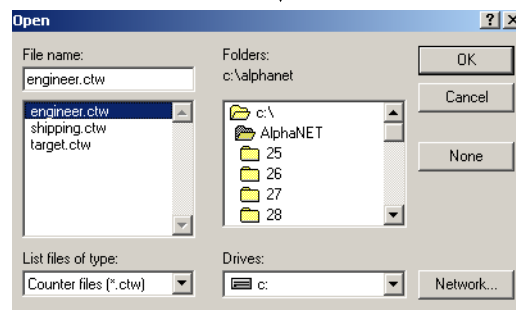 Open
File name:
engineer.ctw
engineer.ctw
shipping.ctw
target.ctw
List files of type:
Counter files (*.ctw)
Folders:
c:\alphanet
c:\
AlphaNET
25
26
27
28
Drives:
c:
OK
Cancel
None
Network...